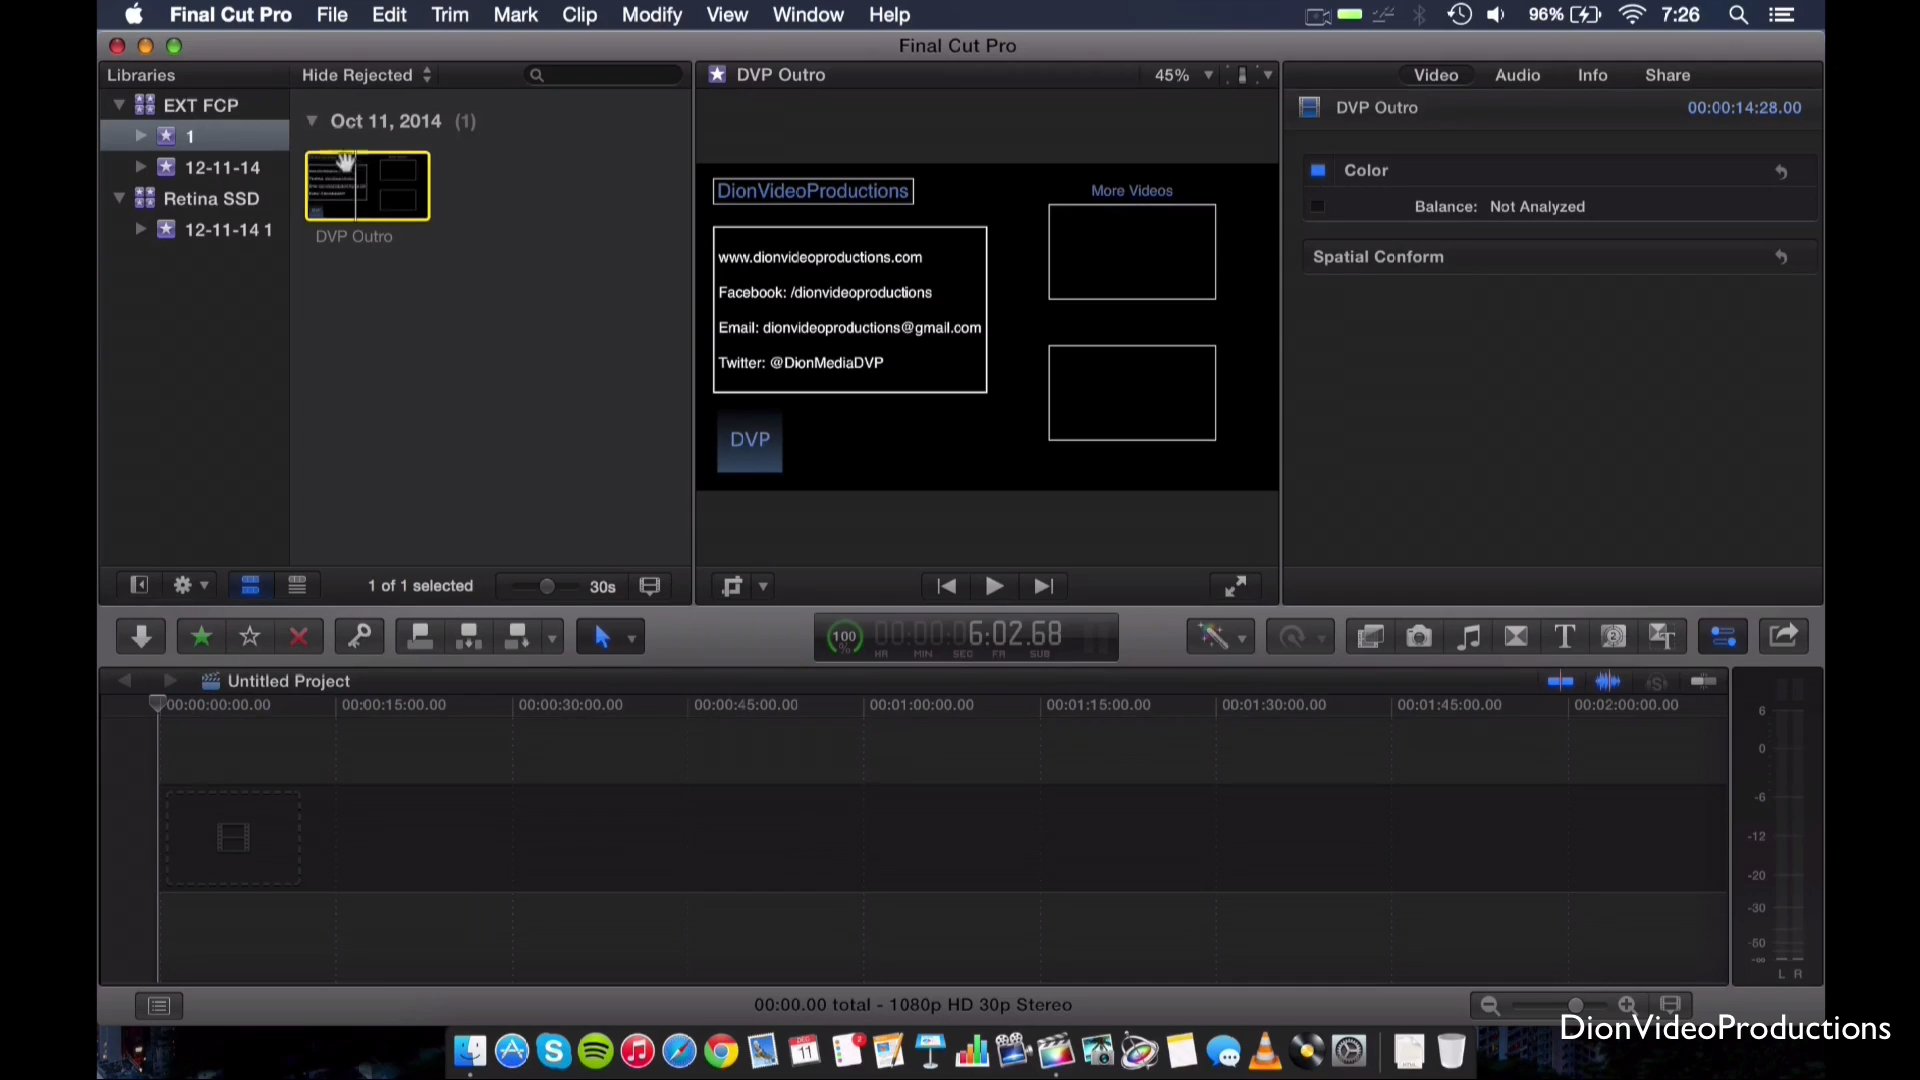 Final Cut Pro File Edit Trim Mark Clip Modify View Window Help 96% 7:26
Final Cut Pro
Libraries Hide Rejected DVP Outro 45% Video Audio Info Share
EXT FCP
1
12-11-14
Retina SSD
12-11-14 1
Oct 11, 2014 (1)
DVP Outro
DionVideoProductions
More Videos
www.dionvideoproductions.com
Facebook: /dionvideoproductions
Email: dionvideoproductions@gmail.com
Twitter: @DionMediaDVP
DVP
DVP Outro 00:00:14:28.00
Color
Balance: Not Analyzed
Spatial Conform
1 of 1 selected 30s
100 % 00:00:06:02.68
HR MIN SEC FR SUB
Untitled Project
00:00:00:00.00 00:00:15:00.00 00:00:30:00.00 00:00:45:00.00 00:01:00:00.00 00:01:15:00.00 00:01:30:00.00 00:01:45:00.00 00:02:00:00.00
6
0
-6
-12
-20
-30
-60
-∞
L R
00:00.00 total - 1080p HD 30p Stereo
DionVideoProductions
DEC
11
2